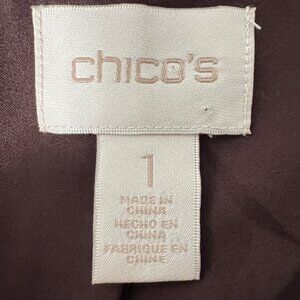 chico's
1
MADE IN
CHINA
HECHO EN
CHINA
FABRIQUE EN
CHINE